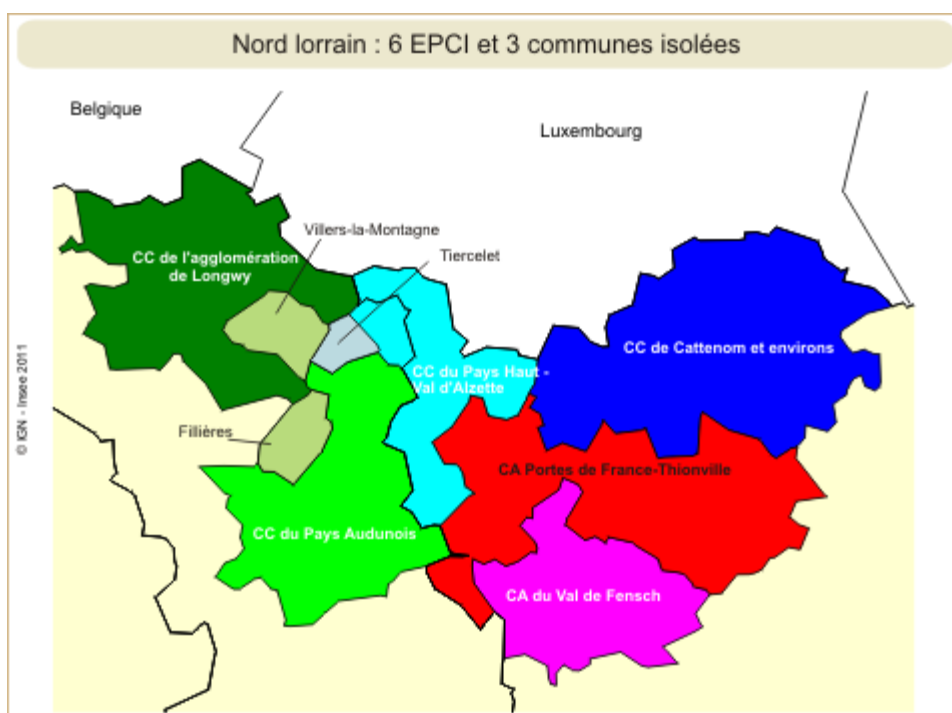 Nord lorrain : 6 EPCI et 3 communes isolées
Belgique
Luxembourg
Villers-la-Montagne
Tiercelet
CC de l'agglomération
de Longwy
CC de Cattenom et environs
CC du Pays Haut -
Val d'Alzette
Fillières
CA Portes de France-Thionville
CC du Pays Audunois
CA du Val de Fensch
© IGN - Insee 2011